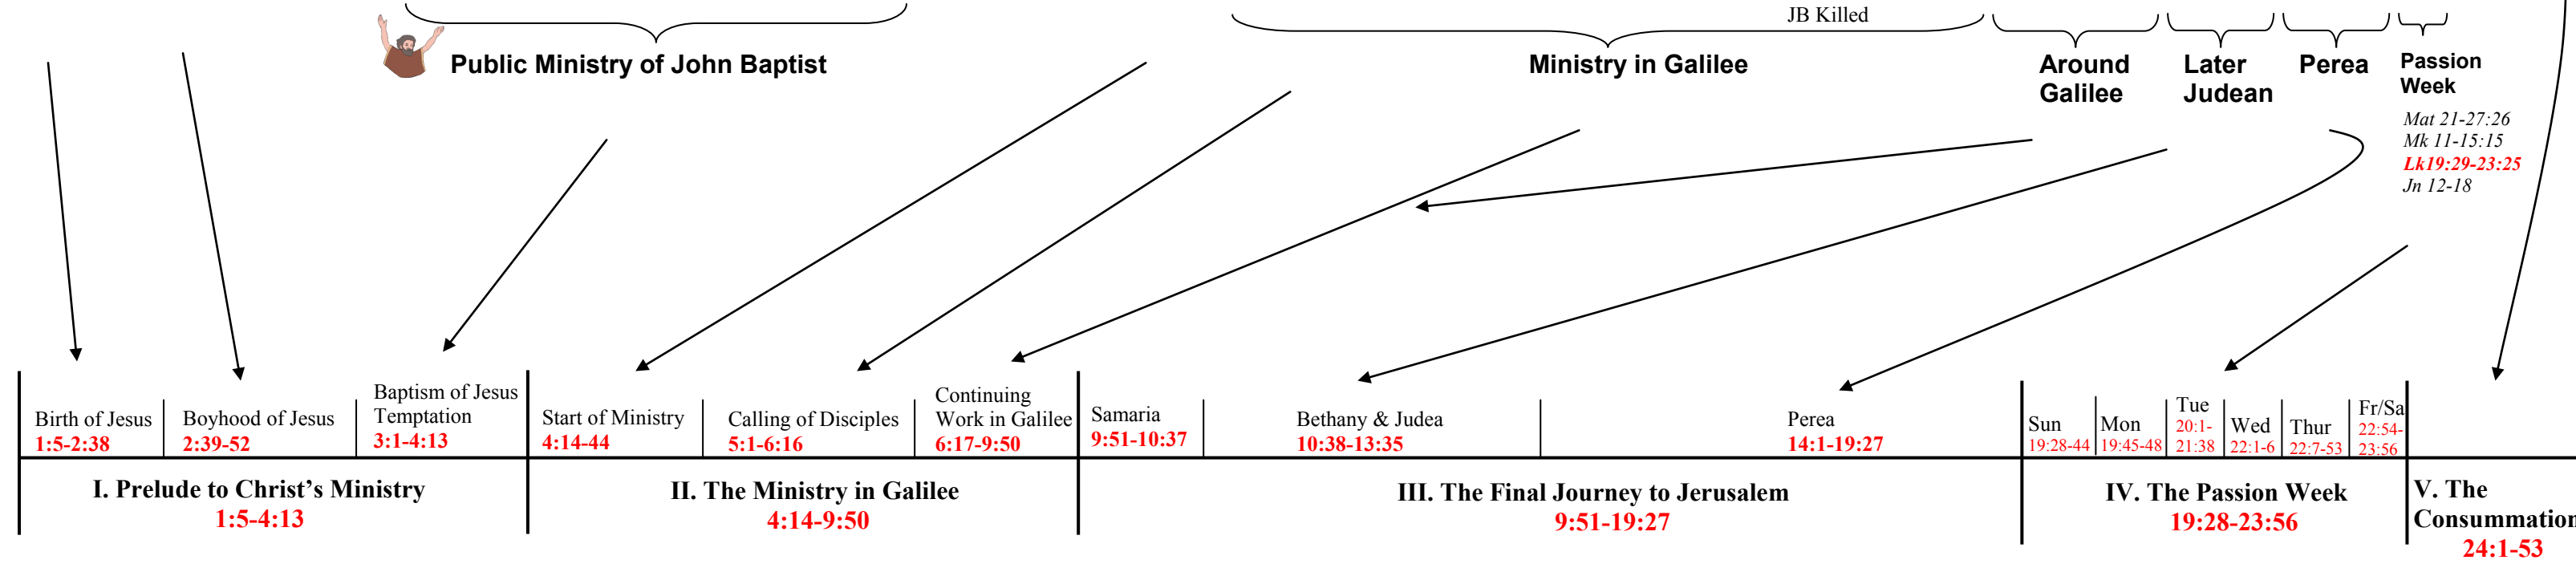 JB Killed
Public Ministry of John Baptist
Ministry in Galilee
Around
Galilee
Later
Judean
Perea
Passion
Week
Mat 21-27:26
Mk 11-15:15
Lk19:29-23:25
Jn 12-18
Birth of Jesus
1:5-2:38
Boyhood of Jesus
2:39-52
Baptism of Jesus
Temptation
3:1-4:13
Start of Ministry
4:14-44
Calling of Disciples
5:1-6:16
Continuing
Work in Galilee
6:17-9:50
Samaria
9:51-10:37
Bethany & Judea
10:38-13:35
Perea
14:1-19:27
Sun
19:28-44
Mon
19:45-48
Tue
20:1-
21:38
Wed
22:1-6
Thur
22:7-53
Fr/Sa
22:54-
23:56
I. Prelude to Christ’s Ministry
1:5-4:13
II. The Ministry in Galilee
4:14-9:50
III. The Final Journey to Jerusalem
9:51-19:27
IV. The Passion Week
19:28-23:56
V. The
Consummation
24:1-53